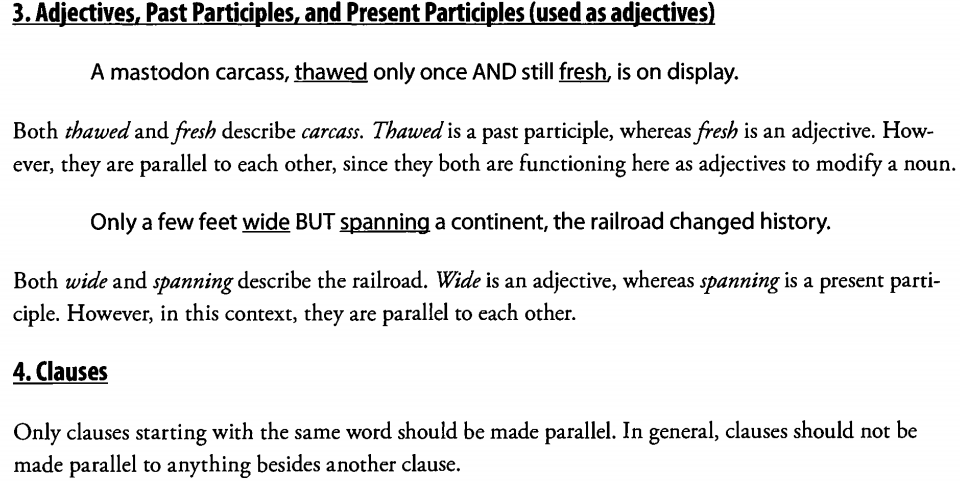 3. Adjectives, Past Participles, and Present Participles (used as adjectives)
A mastodon carcass, thawed only once AND still fresh, is on display.
Both thawed and fresh describe carcass. Thawed is a past participle, whereas fresh is an adjective. How-
ever, they are parallel to each other, since they both are functioning here as adjectives to modify a noun.
Only a few feet wide BUT spanning a continent, the railroad changed history.
Both wide and spanning describe the railroad. Wide is an adjective, whereas spanning is a present parti-
ciple. However, in this context, they are parallel to each other.
4. Clauses
Only clauses starting with the same word should be made parallel. In general, clauses should not be
made parallel to anything besides another clause.